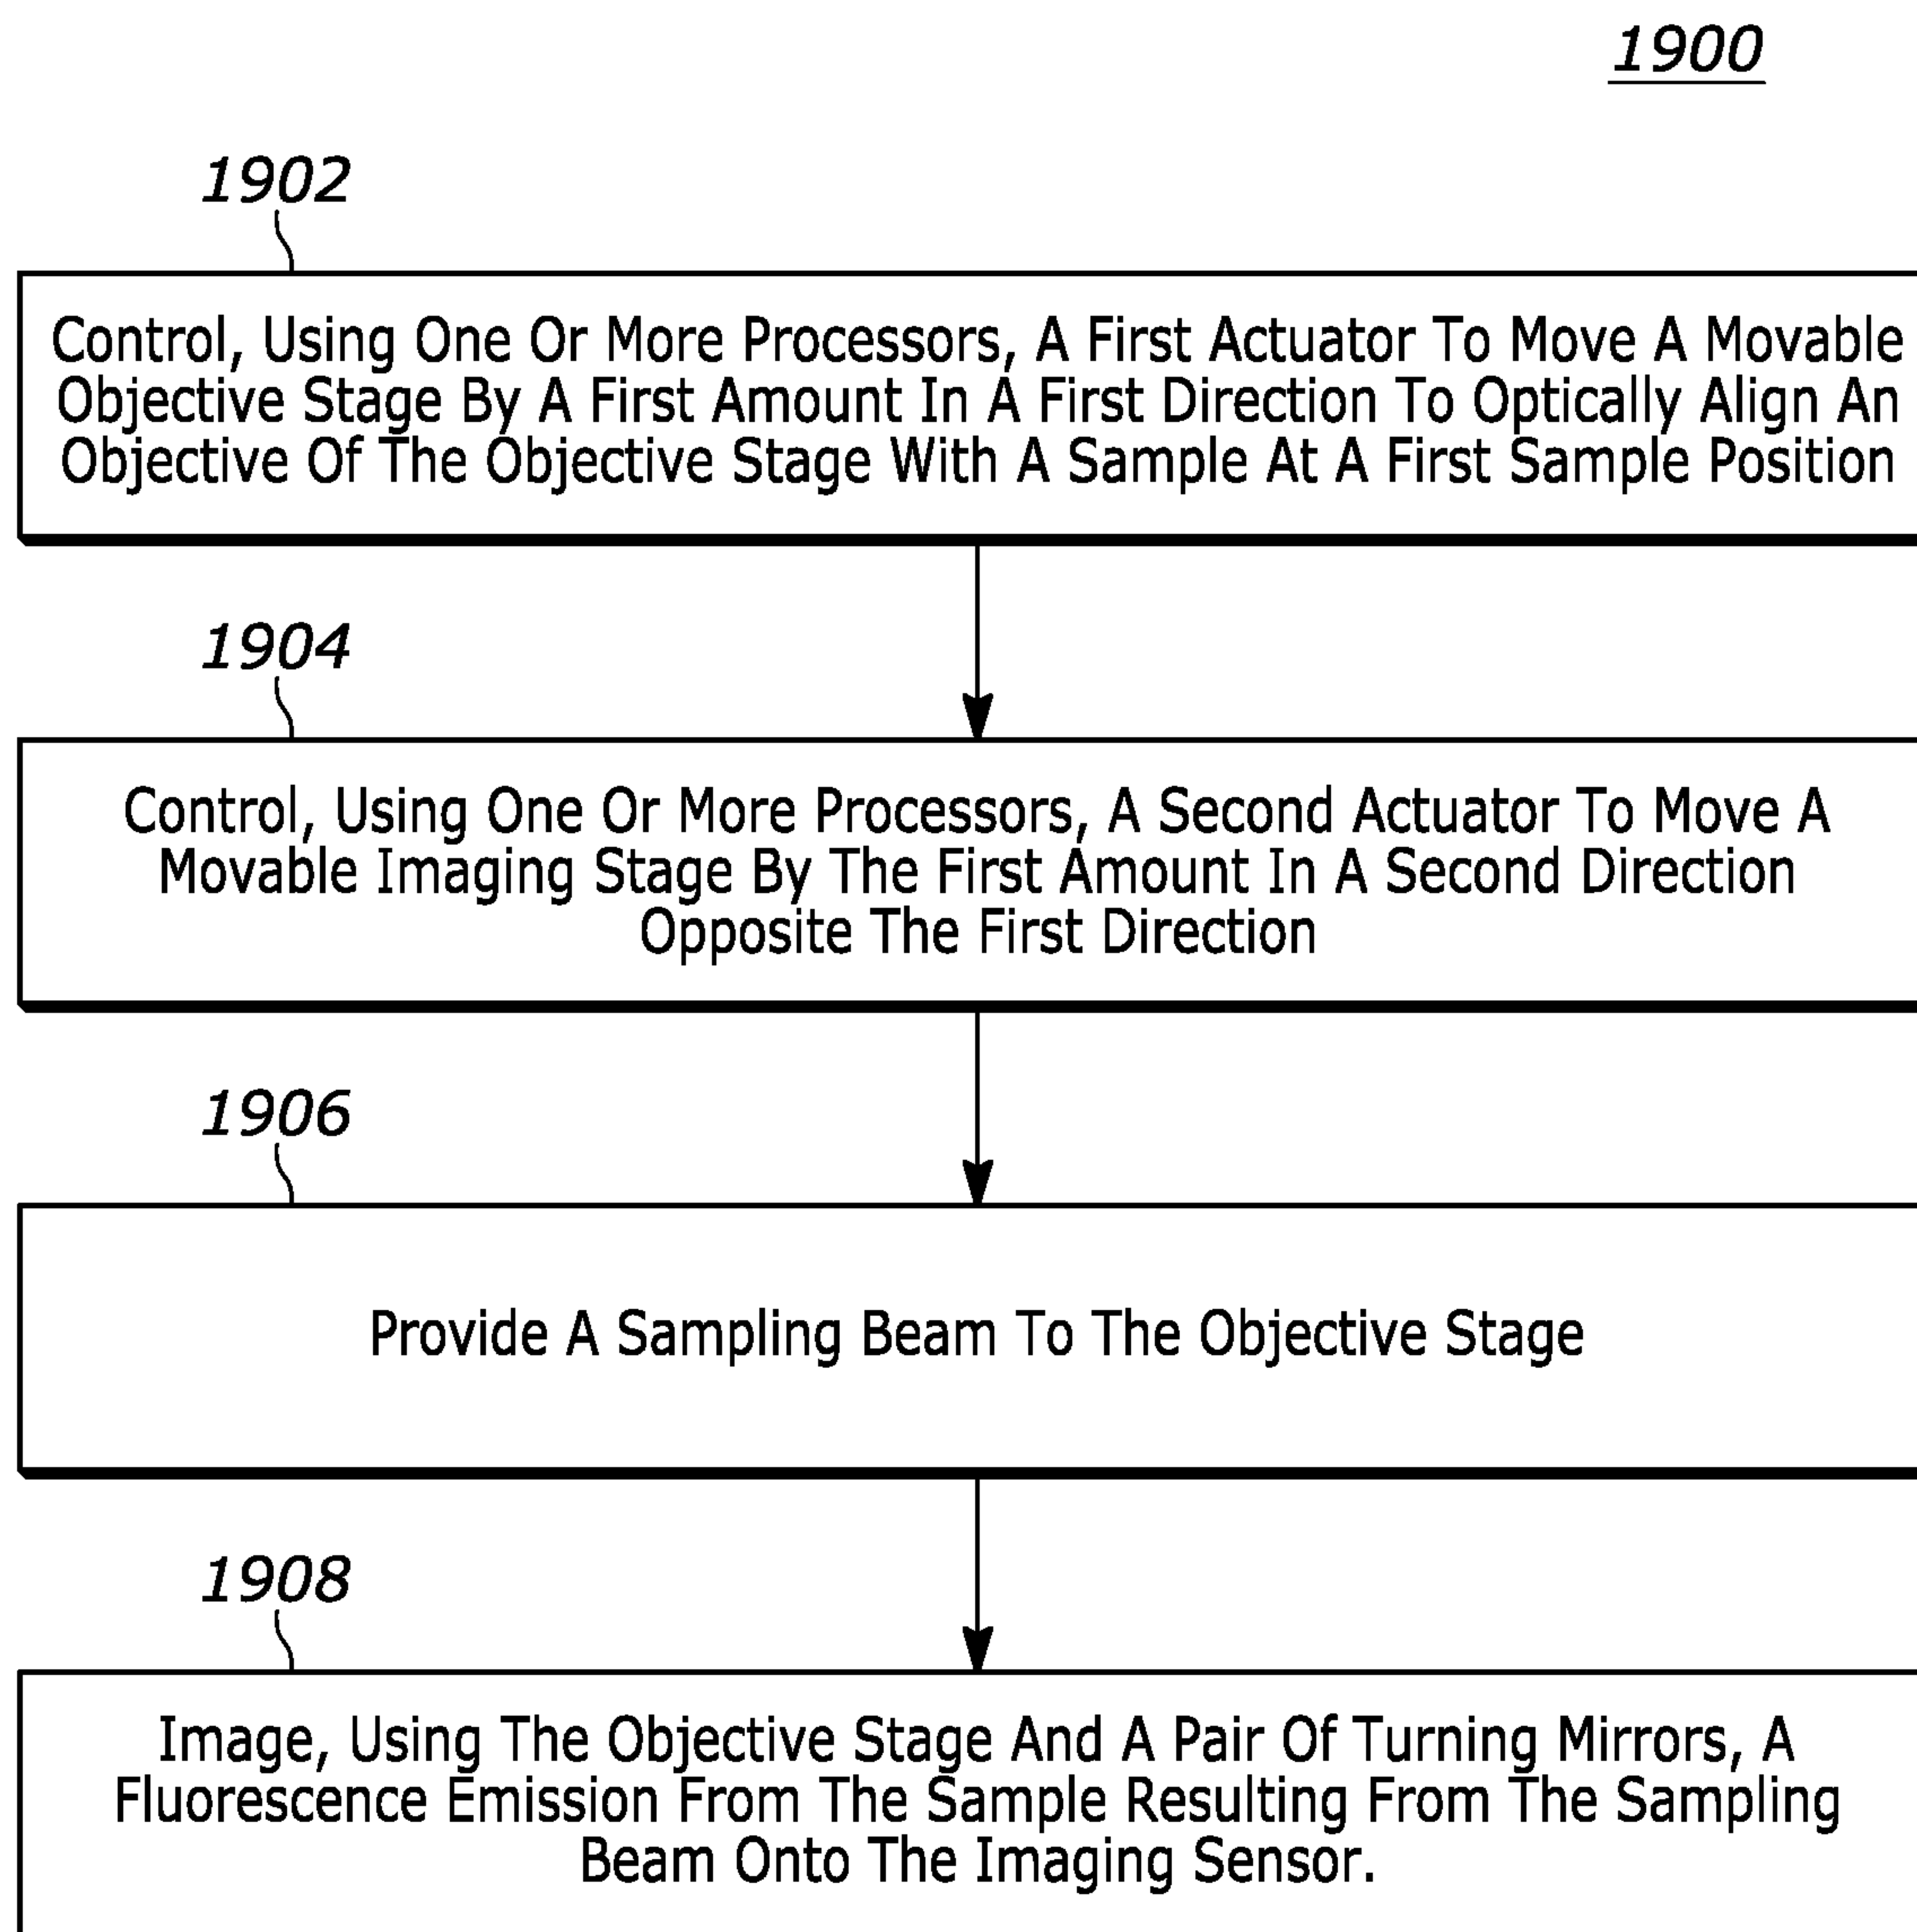 1900
1902
Control, Using One Or More Processors, A First Actuator To Move A Movable
Objective Stage By A First Amount In A First Direction To Optically Align An
Objective Of The Objective Stage With A Sample At A First Sample Position
1904
Control, Using One Or More Processors, A Second Actuator To Move A
Movable Imaging Stage By The First Amount In A Second Direction
Opposite The First Direction
1906
Provide A Sampling Beam To The Objective Stage
1908
Image, Using The Objective Stage And A Pair Of Turning Mirrors, A
Fluorescence Emission From The Sample Resulting From The Sampling
Beam Onto The Imaging Sensor.